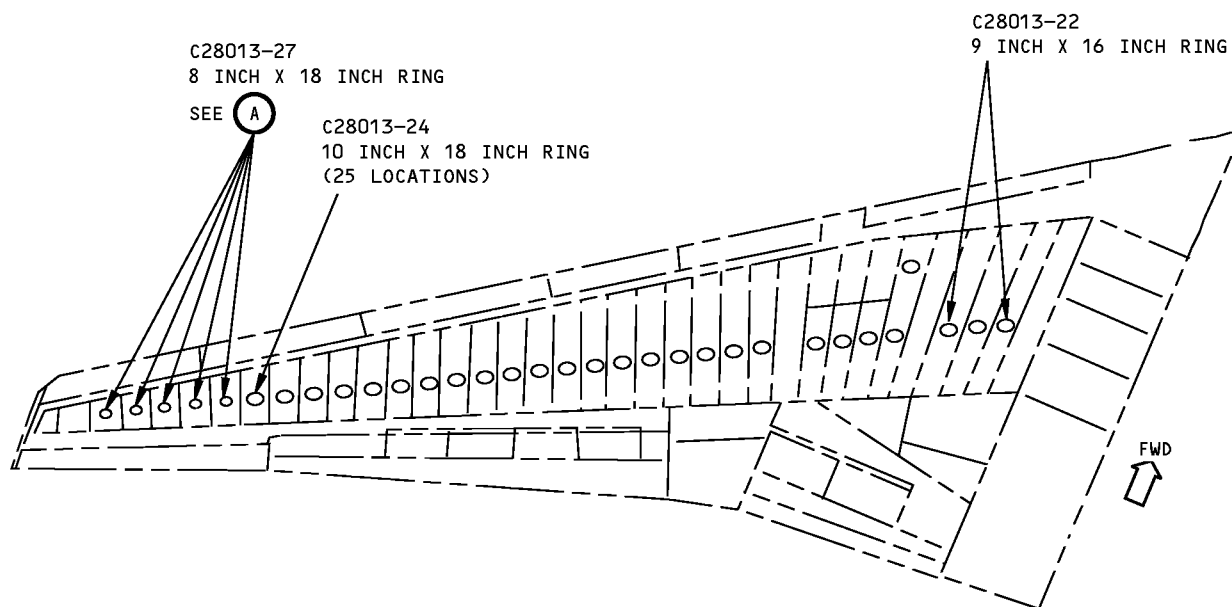 C28013-27
8 INCH X 18 INCH RING
SEE A
C28013-24
10 INCH X 18 INCH RING
(25 LOCATIONS)
C28013-22
9 INCH X 16 INCH RING
FWD